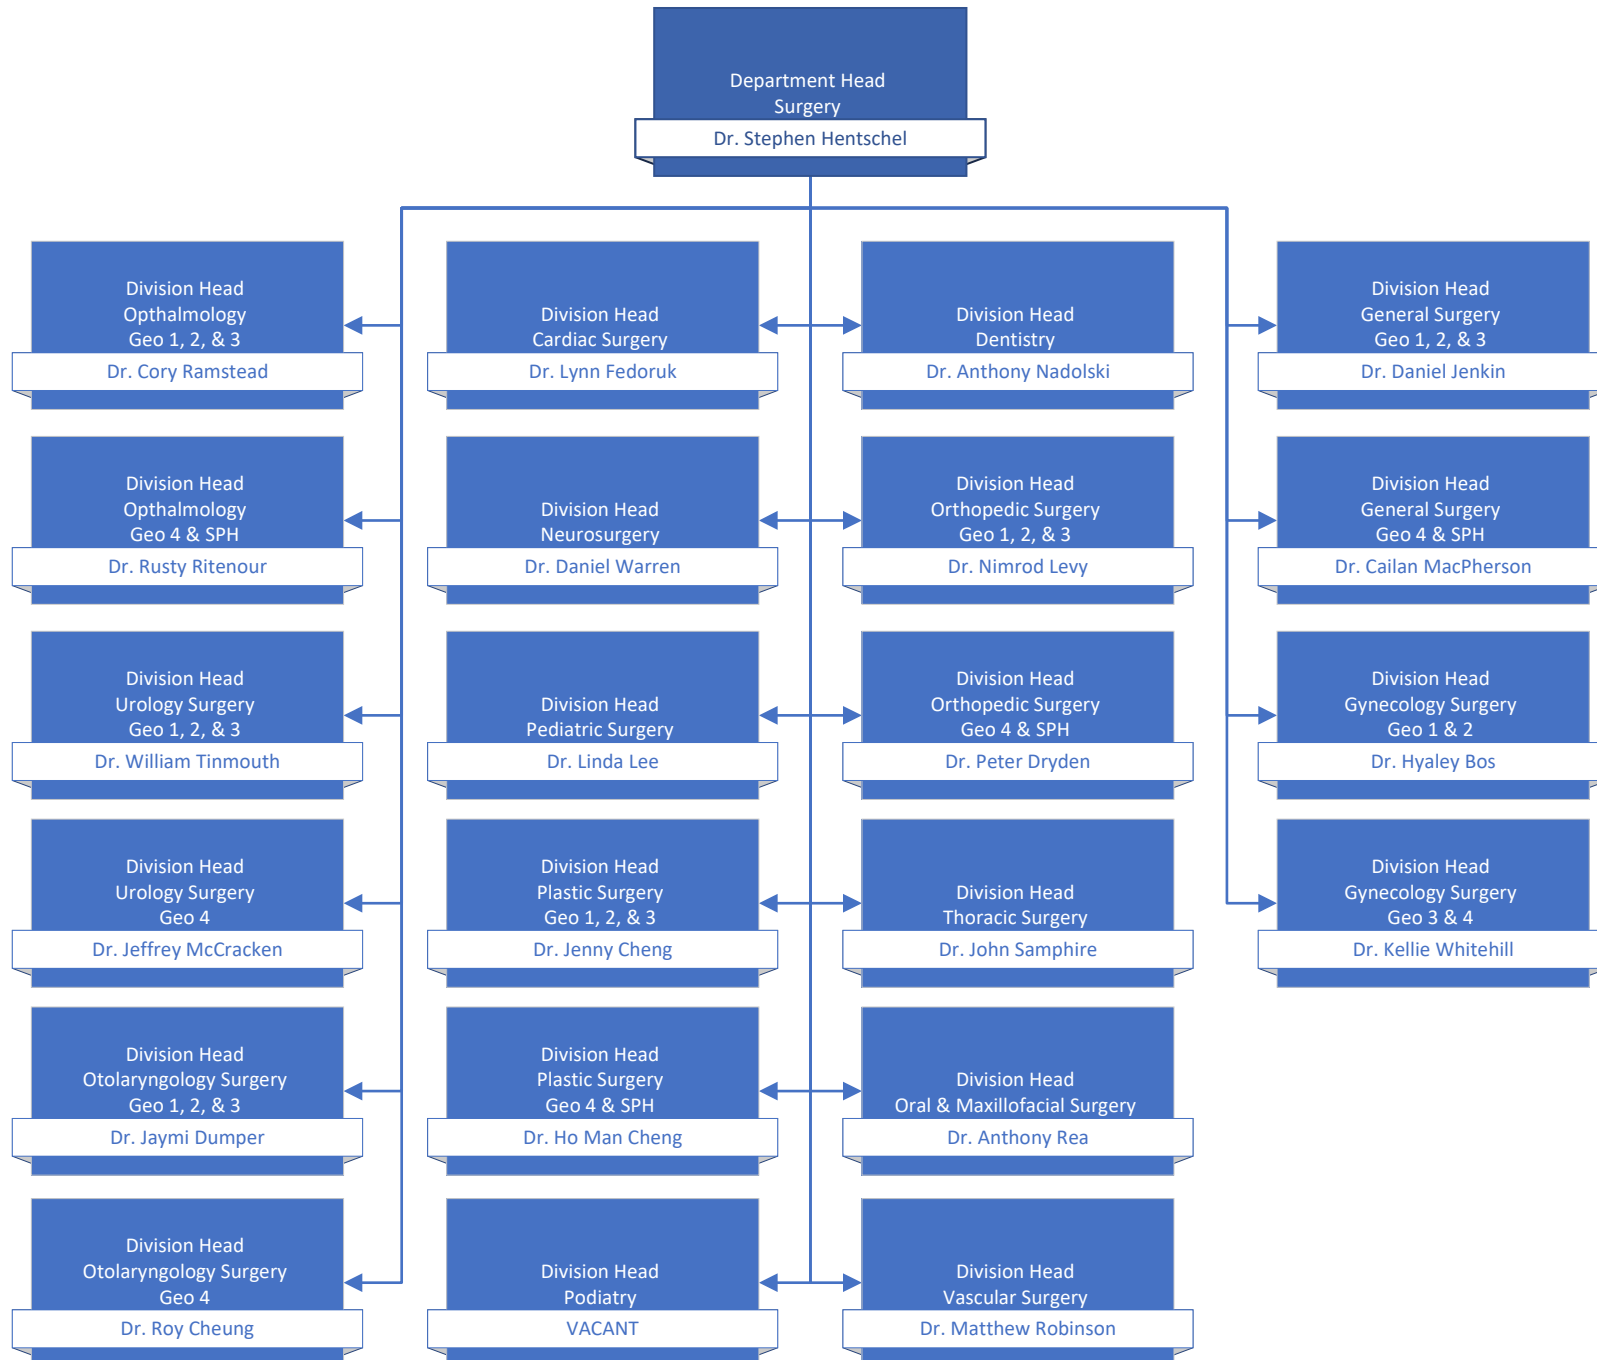 Department Head
Surgery
Dr. Stephen Hentschel
Division Head
Opthalmology
Geo 1, 2, & 3
Dr. Cory Ramstead
Division Head
Cardiac Surgery
Dr. Lynn Fedoruk
Division Head
Dentistry
Dr. Anthony Nadolski
Division Head
General Surgery
Geo 1, 2, & 3
Dr. Daniel Jenkin
Division Head
Opthalmology
Geo 4 & SPH
Dr. Rusty Ritenour
Division Head
Neurosurgery
Dr. Daniel Warren
Division Head
Orthopedic Surgery
Geo 1, 2, & 3
Dr. Nimrod Levy
Division Head
General Surgery
Geo 4 & SPH
Dr. Cailan MacPherson
Division Head
Urology Surgery
Geo 1, 2, & 3
Dr. William Tinmouth
Division Head
Pediatric Surgery
Dr. Linda Lee
Division Head
Orthopedic Surgery
Geo 4 & SPH
Dr. Peter Dryden
Division Head
Gynecology Surgery
Geo 1 & 2
Dr. Hyaley Bos
Division Head
Urology Surgery
Geo 4
Dr. Jeffrey McCracken
Division Head
Plastic Surgery
Geo 1, 2, & 3
Dr. Jenny Cheng
Division Head
Thoracic Surgery
Dr. John Samphire
Division Head
Gynecology Surgery
Geo 3 & 4
Dr. Kellie Whitehill
Division Head
Otolaryngology Surgery
Geo 1, 2, & 3
Dr. Jaymi Dumper
Division Head
Plastic Surgery
Geo 4 & SPH
Dr. Ho Man Cheng
Division Head
Oral & Maxillofacial Surgery
Dr. Anthony Rea
Division Head
Otolaryngology Surgery
Geo 4
Dr. Roy Cheung
Division Head
Podiatry
VACANT
Division Head
Vascular Surgery
Dr. Matthew Robinson